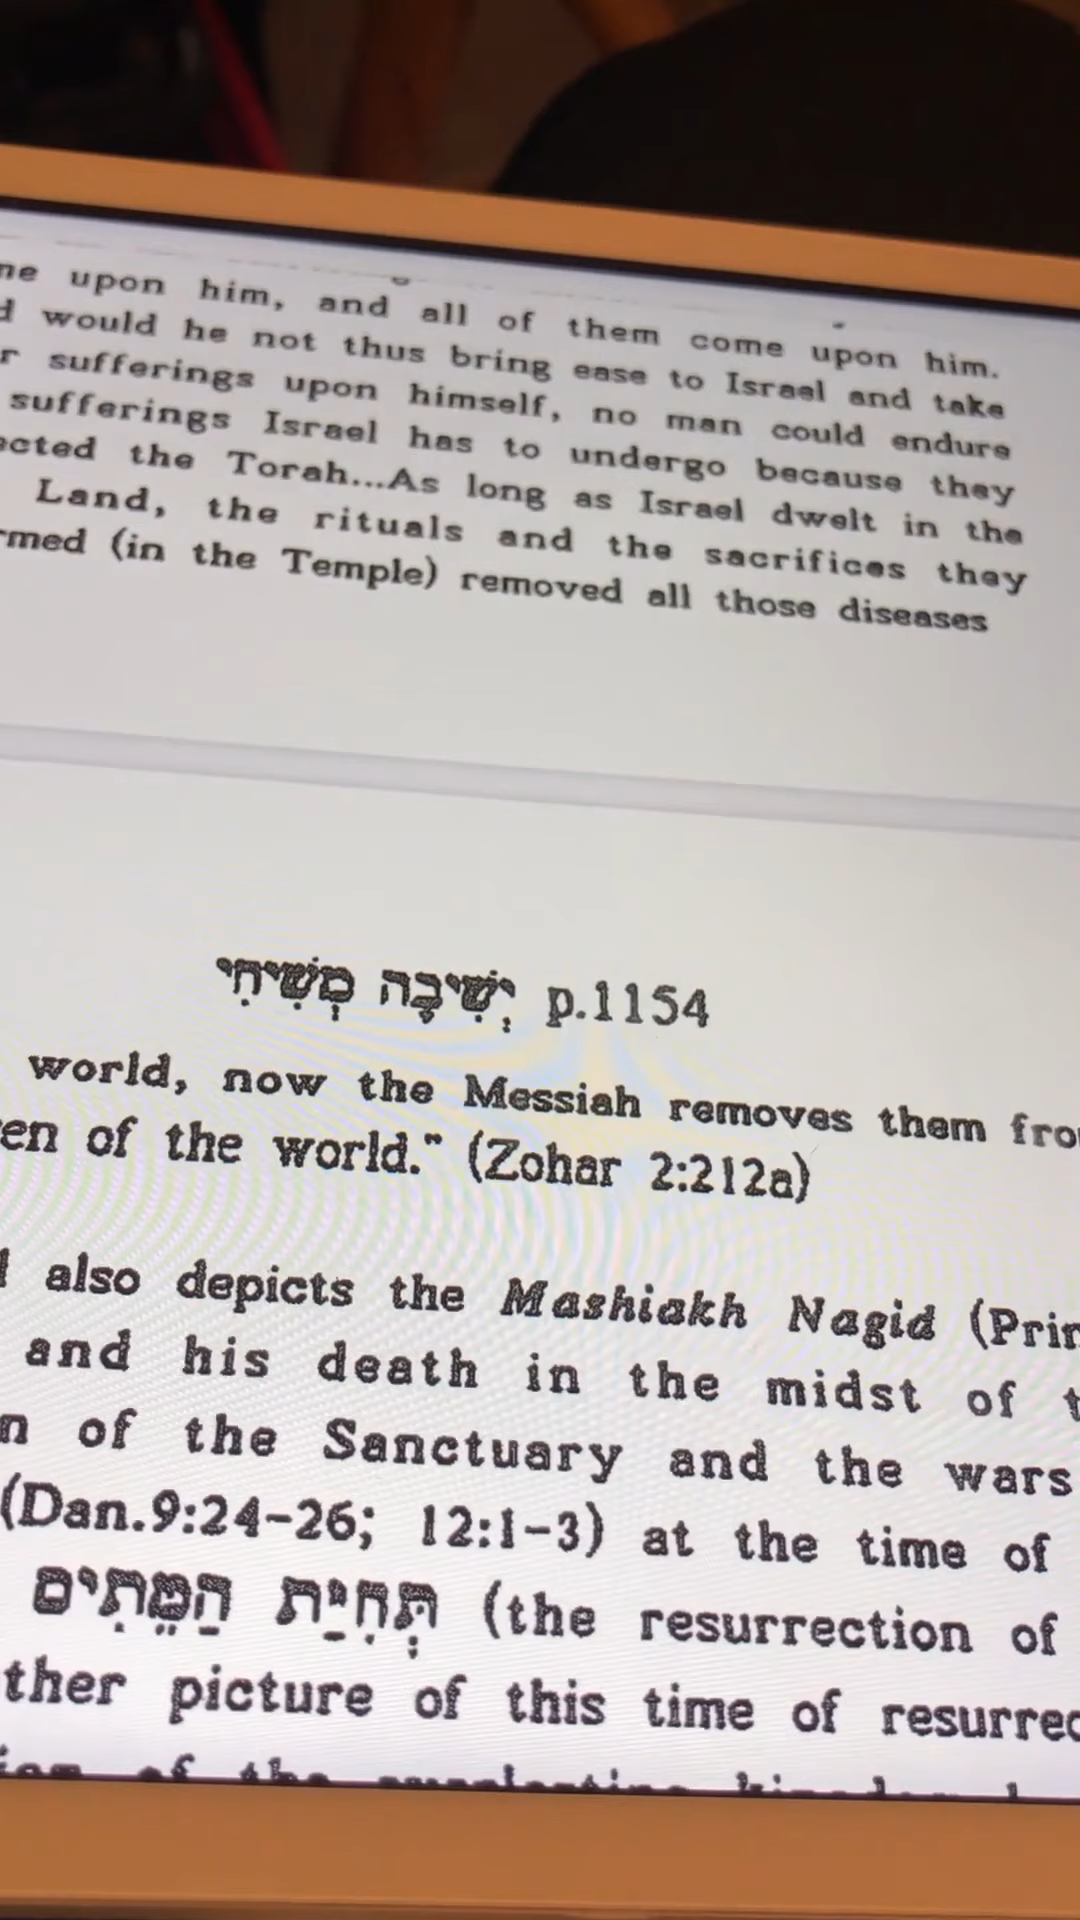 upon him, and all of them come upon him.
would he not thus bring ease to Israel and take
sufferings upon himself, no man could endure
sufferings Israel has to undergo because they
the Torah...As long as Israel dwelt in the
Land, the rituals and the sacrifices they
(in the Temple) removed all those diseases
יְשִׁיבָה מְשִׁיחִי p.1154
world, now the Messiah removes them
of the world." (Zohar 2:212a)
also depicts the Mashiakh Nagid
and his death in the midst of
of the Sanctuary and the wars
(Dan.9:24-26; 12:1-3) at the time of
תְּחִיַּת הַמֵּתִים (the resurrection of
picture of this time of